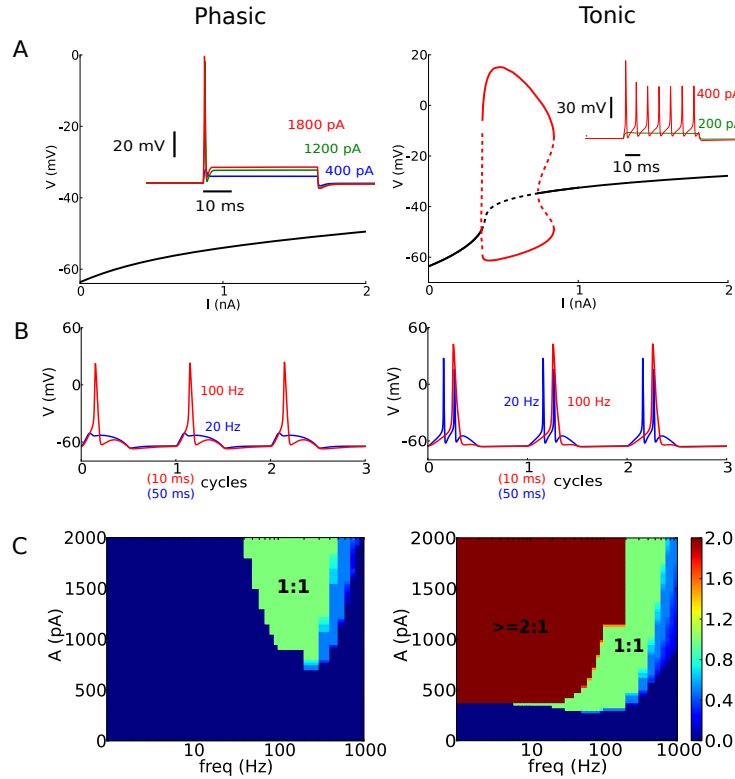 Phasic
Tonic
A
0
−20
−40
−60
V (mV)
20 mV
1800 pA
1200 pA
400 pA
10 ms
0
1
2
I (nA)
20
0
−20
−40
−60
V (mV)
30 mV
400 pA
200 pA
10 ms
0
1
2
I (nA)
B
60
0
−60
V (mV)
100 Hz
20 Hz
0
1
2
3
cycles
(10 ms)
(50 ms)
60
0
−60
V (mV)
20 Hz
100 Hz
0
1
2
3
cycles
(10 ms)
(50 ms)
C
2000
1500
1000
500
0
A (pA)
1:1
10
100
1000
freq (Hz)
2000
1500
1000
500
0
A (pA)
>=2:1
1:1
10
100
1000
freq (Hz)
2.0
1.6
1.2
0.8
0.4
0.0